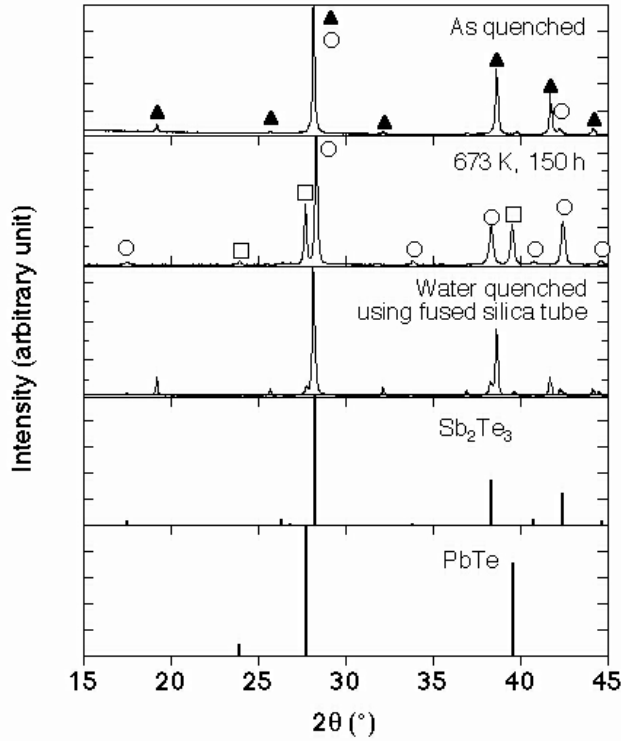 As quenched
673 K, 150 h
Water quenched
using fused silica tube
Sb₂Te₃
PbTe
Intensity (arbitrary unit)
15 20 25 30 35 40 45
2θ (°)